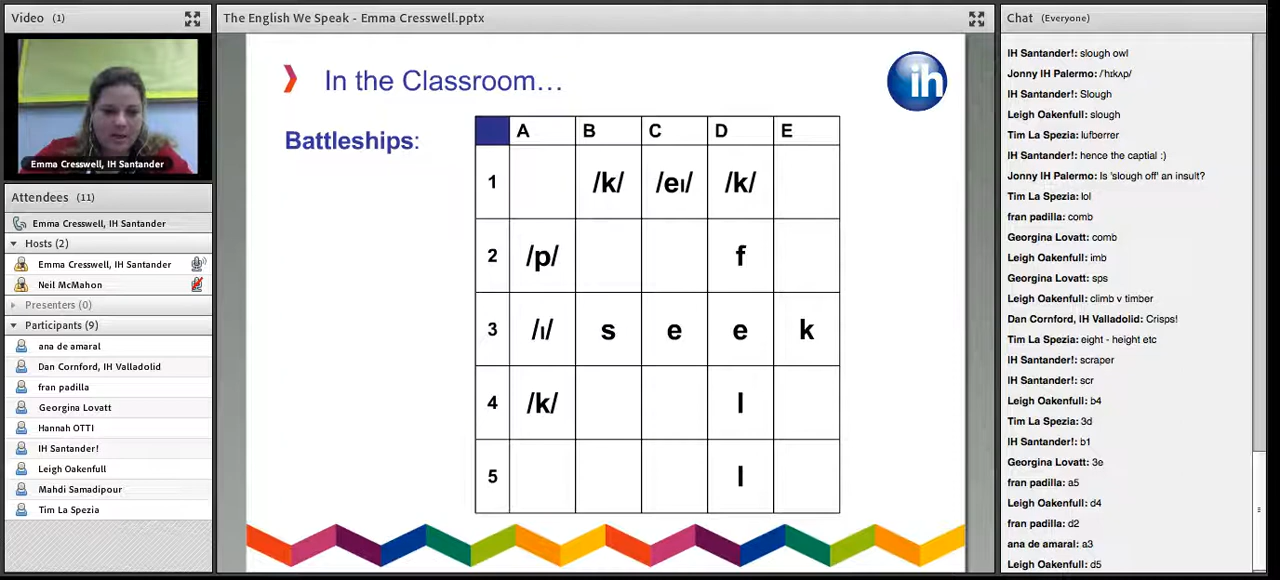 Video (1)
Emma Cresswell, IH Santander
Attendees (11)
Emma Cresswell, IH Santander
Hosts (2)
Emma Cresswell, IH Santander
Neil McMahon
Presenters (0)
Participants (9)
ana de amaral
Dan Cornford, IH Valladolid
fran padilla
Georgina Lovatt
Hannah OTTI
IH Santander!
Leigh Oakenfull
Mahdi Samadipour
Tim La Spezia
The English We Speak - Emma Cresswell.pptx
In the Classroom…
ih
Battleships:
A B C D E
1 /k/ /eɪ/ /k/
2 /p/ f
3 /ɪ/ s e e k
4 /k/ l
5 l
Chat (Everyone)
IH Santander!: slough owl
Jonny IH Palermo: /'hɪkʌp/
IH Santander!: Slough
Leigh Oakenfull: slough
Tim La Spezia: lufberrer
IH Santander!: hence the captial :)
Jonny IH Palermo: Is 'slough off' an insult?
Tim La Spezia: lol
fran padilla: comb
Georgina Lovatt: comb
Leigh Oakenfull: imb
Georgina Lovatt: sps
Leigh Oakenfull: climb v timber
Dan Cornford, IH Valladolid: Crisps!
Tim La Spezia: eight - height etc
IH Santander!: scraper
IH Santander!: scr
Leigh Oakenfull: b4
Tim La Spezia: 3d
IH Santander!: b1
Georgina Lovatt: 3e
fran padilla: a5
Leigh Oakenfull: d4
fran padilla: d2
ana de amaral: a3
Leigh Oakenfull: d5